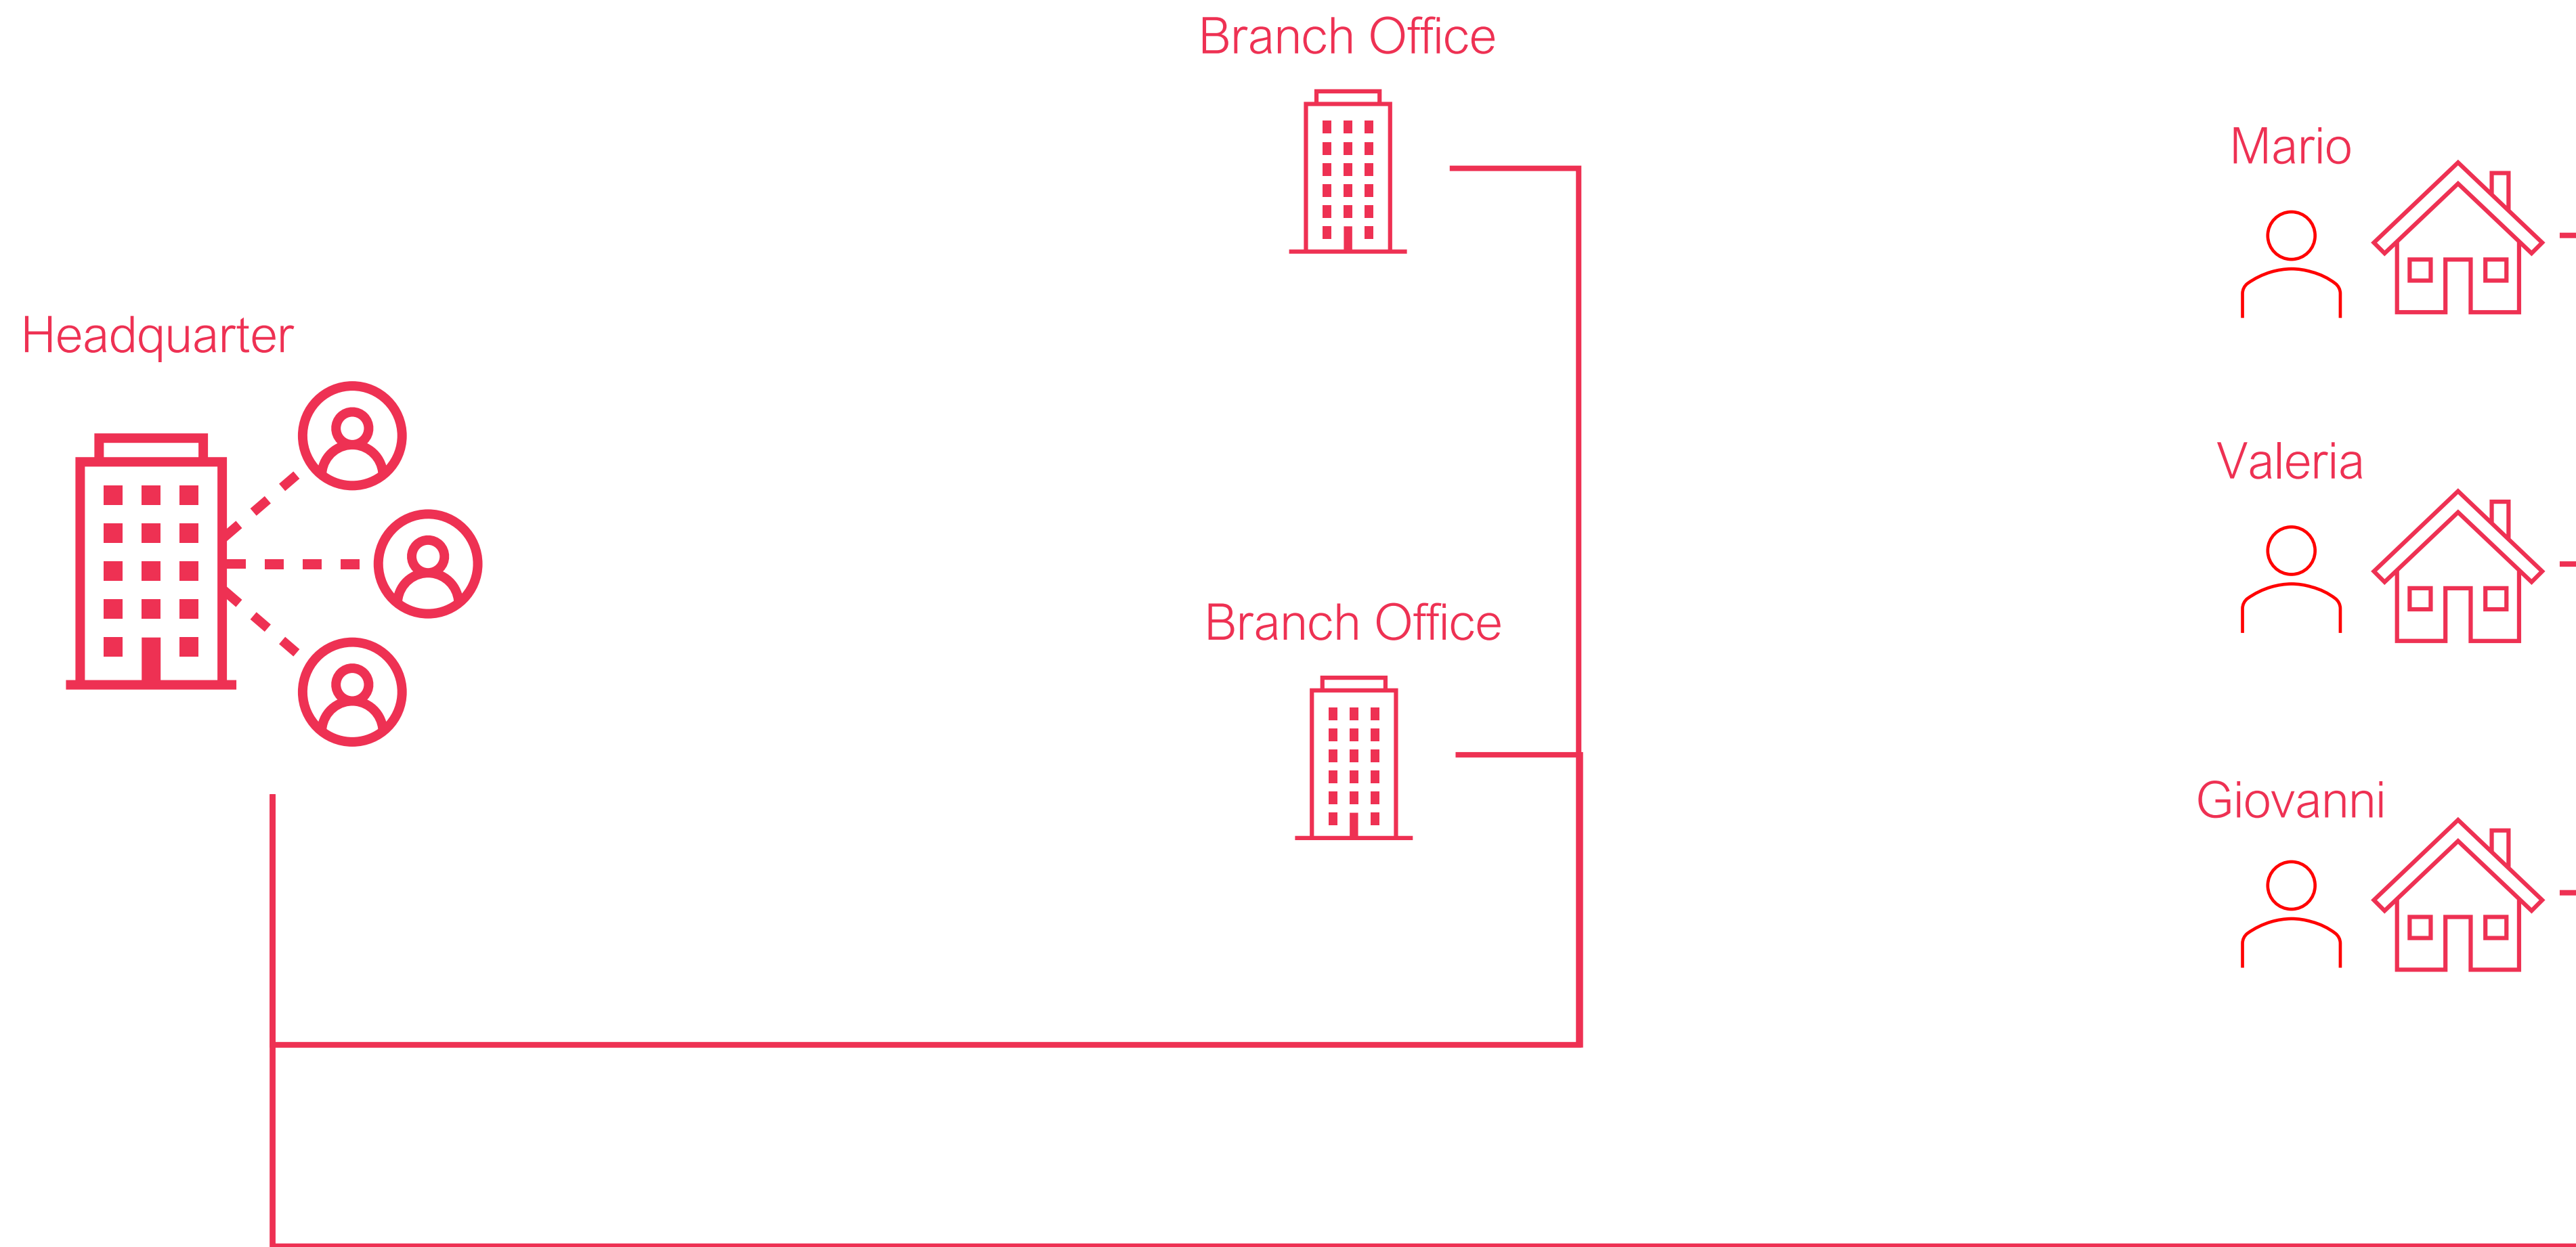 Branch Office
Mario
Headquarter
Valeria
Branch Office
Giovanni